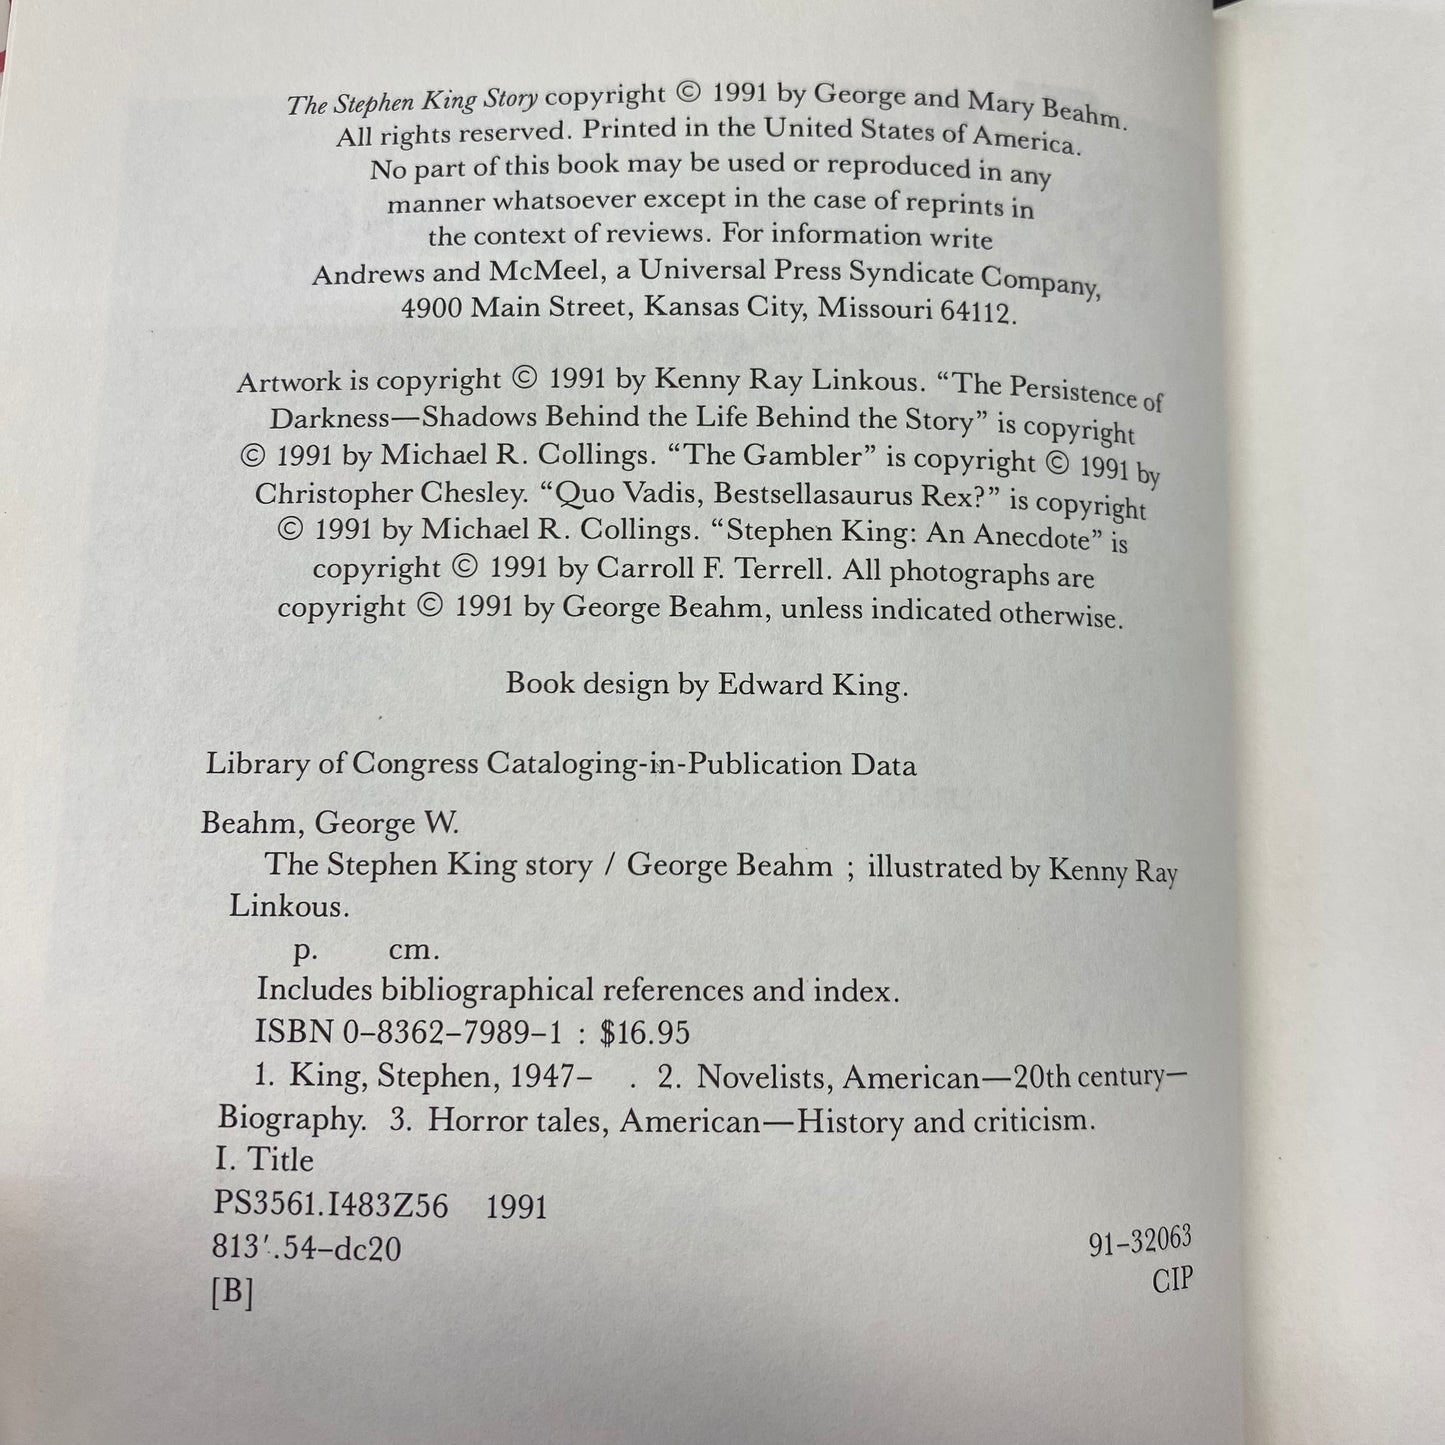 The Stephen King Story copyright © 1991 by George and Mary Beahm.
All rights reserved. Printed in the United States of America.
No part of this book may be used or reproduced in any
manner whatsoever except in the case of reprints in
the context of reviews. For information write
Andrews and McMeel, a Universal Press Syndicate Company,
4900 Main Street, Kansas City, Missouri 64112.
Artwork is copyright © 1991 by Kenny Ray Linkous. “The Persistence of
Darkness—Shadows Behind the Life Behind the Story” is copyright
© 1991 by Michael R. Collings. “The Gambler” is copyright © 1991 by
Christopher Chesley. “Quo Vadis, Bestsellasaurus Rex?” is copyright
© 1991 by Michael R. Collings. “Stephen King: An Anecdote” is
copyright © 1991 by Carroll F. Terrell. All photographs are
copyright © 1991 by George Beahm, unless indicated otherwise.
Book design by Edward King.
Library of Congress Cataloging-in-Publication Data
Beahm, George W.
The Stephen King story / George Beahm ; illustrated by Kenny Ray
Linkous.
p. cm.
Includes bibliographical references and index.
ISBN 0–8362–7989–1 : $16.95
1. King, Stephen, 1947– . 2. Novelists, American—20th century—
Biography. 3. Horror tales, American—History and criticism.
I. Title
PS3561.I483Z56 1991
813′.54–dc20
91–32063
[B]
CIP